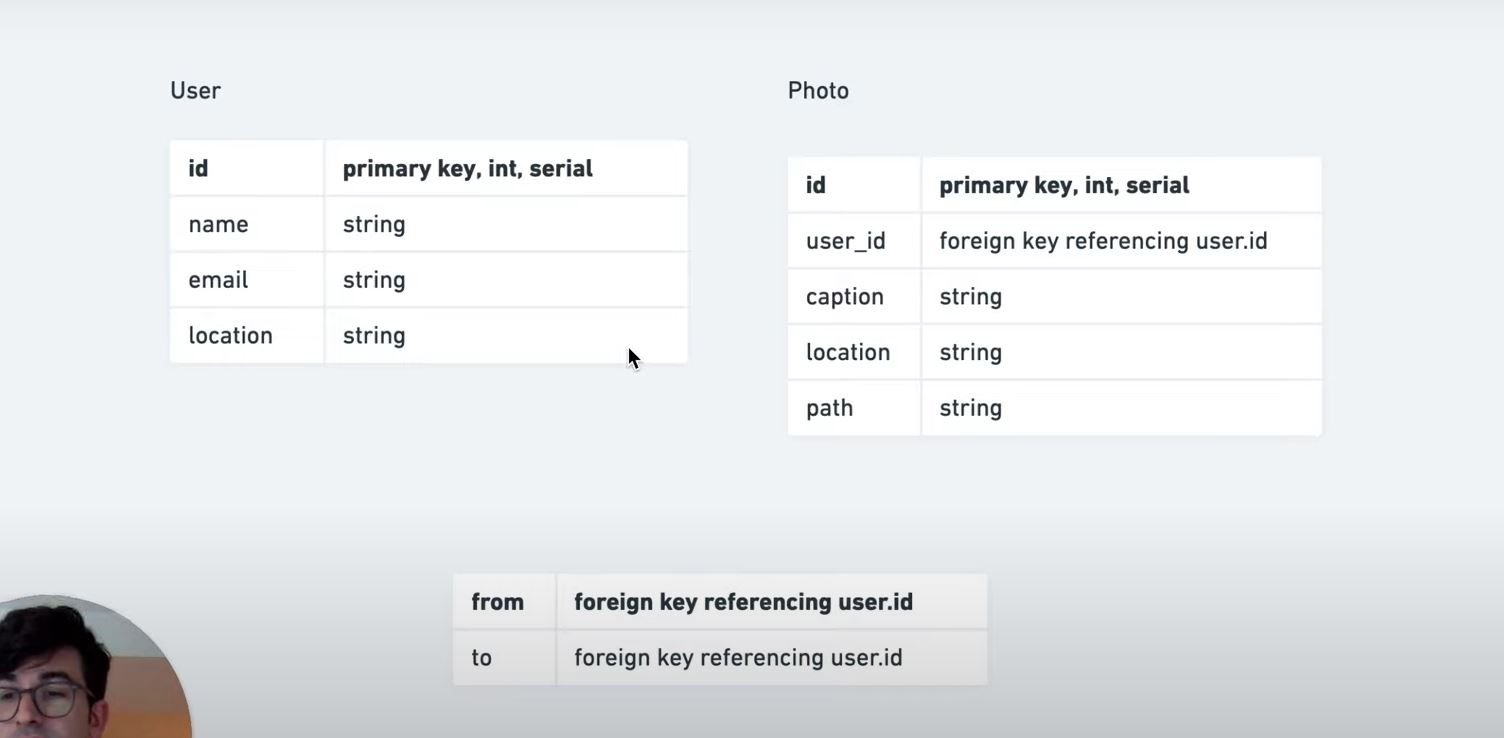 User
id primary key, int, serial
name string
email string
location string
Photo
id primary key, int, serial
user_id foreign key referencing user.id
caption string
location string
path string
from foreign key referencing user.id
to foreign key referencing user.id